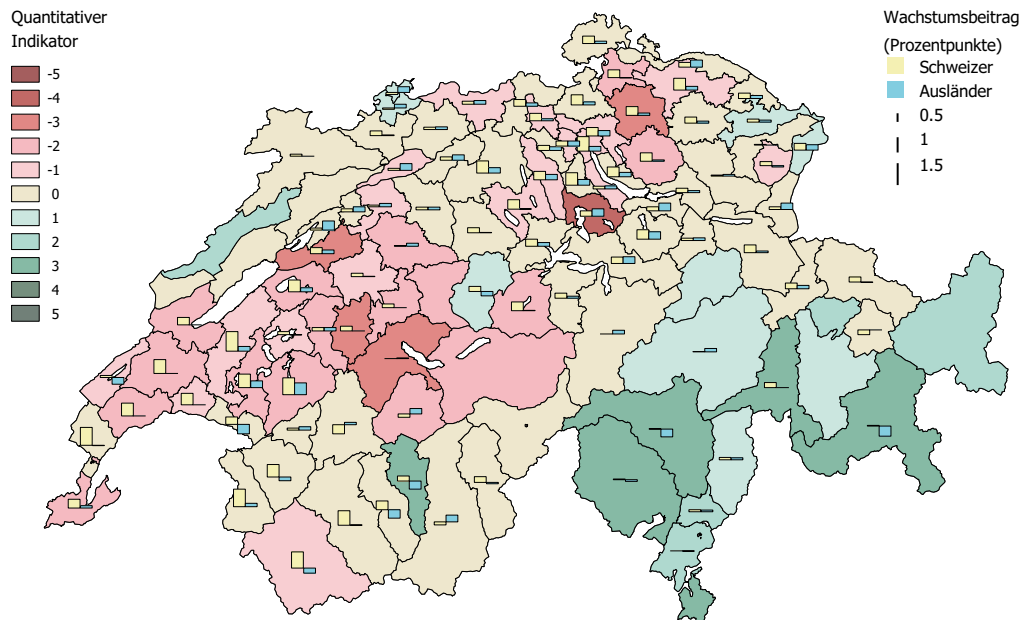 Quantitativer
Indikator
-5
-4
-3
-2
-1
0
1
2
3
4
5
Wachstumsbeitrag
(Prozentpunkte)
Schweizer
Ausländer
0.5
1
1.5